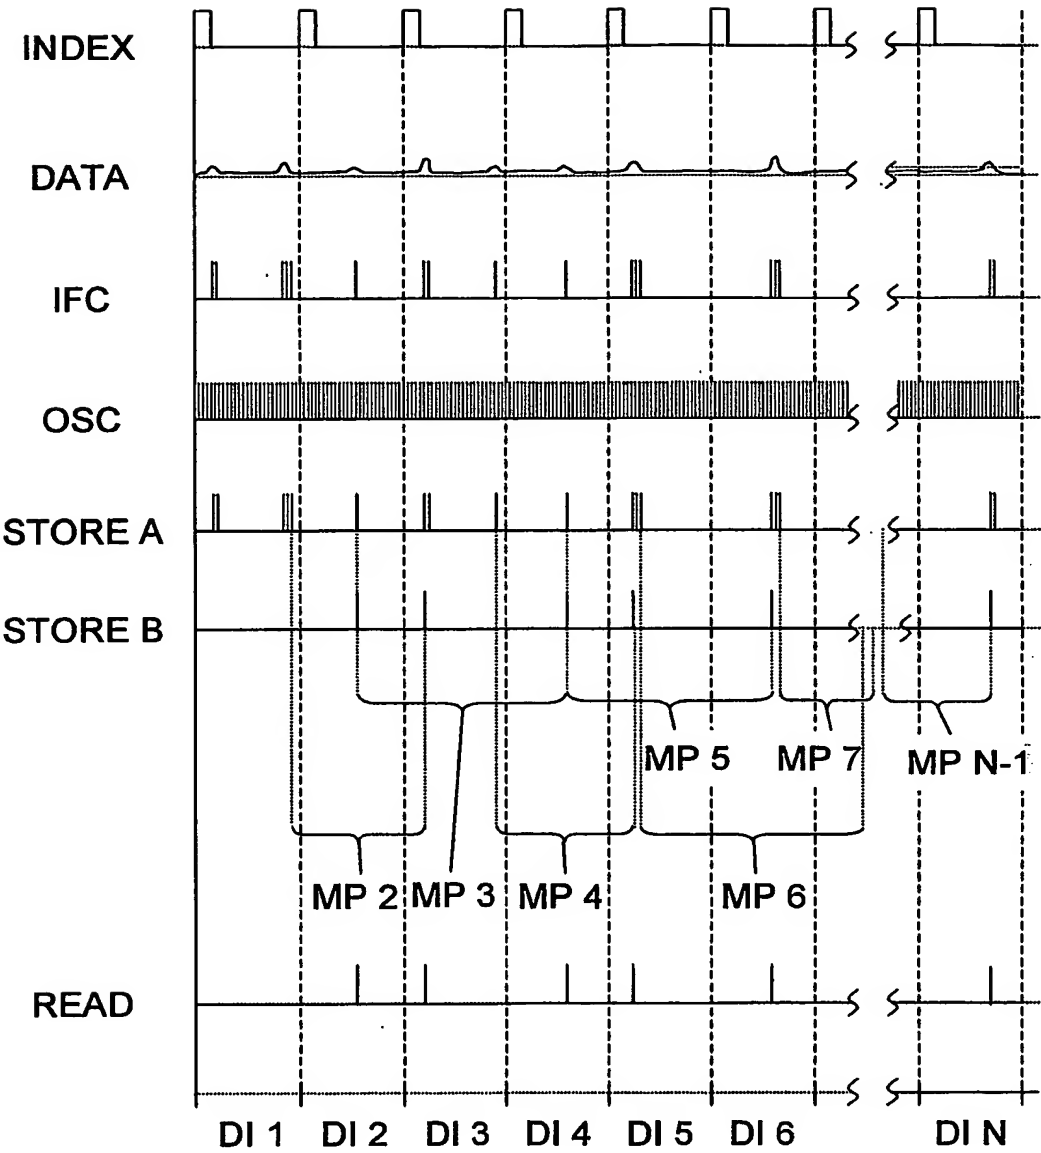 INDEX
DATA
IFC
OSC
STORE A
STORE B
MP 5 MP 7 MP N-1
MP 2 MP 3 MP 4 MP 6
READ
DI 1 DI 2 DI 3 DI 4 DI 5 DI 6 DI N